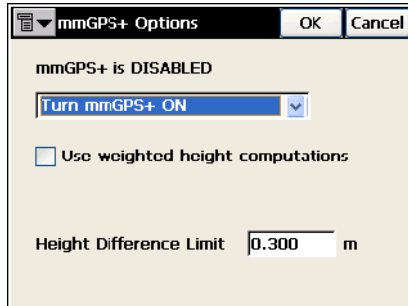 mmGPS+ Options OK Cancel
mmGPS+ is DISABLED
Turn mmGPS+ ON
Use weighted height computations
Height Difference Limit 0.300 m